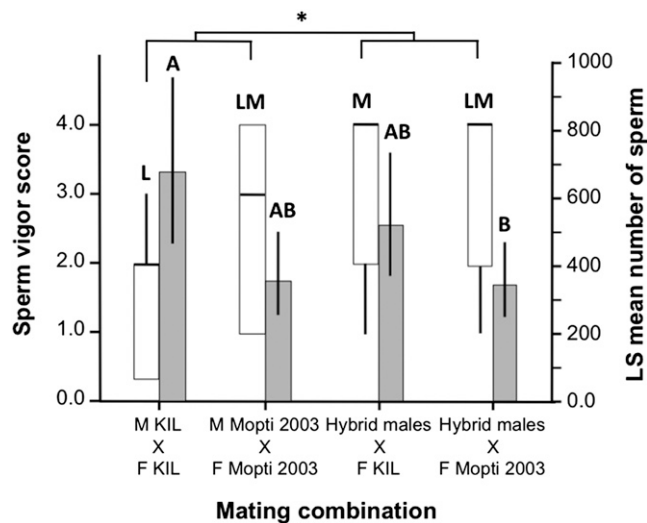 *
A
LM
M
LM
L
AB
AB
B
Sperm vigor score
4.0
3.0
2.0
1.0
0.0
1000
800
600
400
200
0.0
LS mean number of sperm
M KIL
X
F KIL
M Mopti 2003
X
F Mopti 2003
Hybrid males
X
F KIL
Hybrid males
X
F Mopti 2003
Mating combination